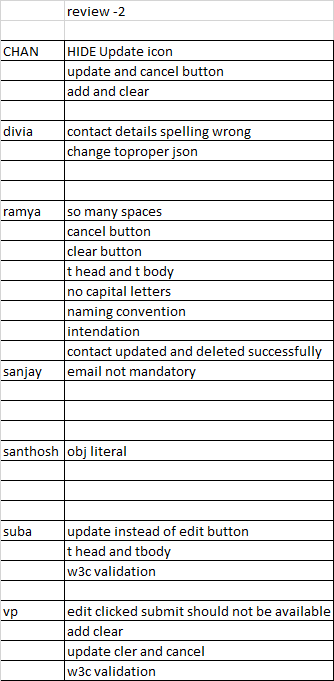 review -2
CHAN HIDE Update icon
update and cancel button
add and clear
divia contact details spelling wrong
change toproper json
ramya so many spaces
cancel button
clear button
t head and t body
no capital letters
naming convention
intendation
contact updated and deleted successfully
sanjay email not mandatory
santhosh obj literal
suba update instead of edit button
t head and tbody
w3c validation
vp edit clicked submit should not be available
add clear
update cler and cancel
w3c validation